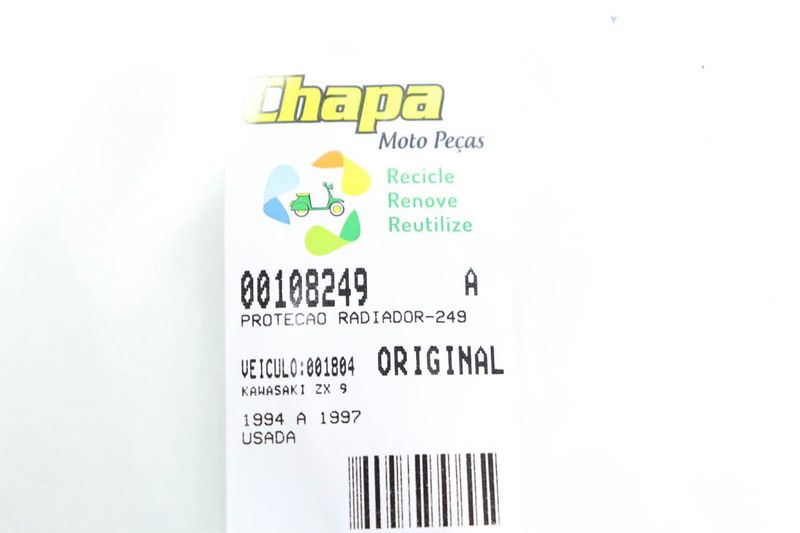 Chapa
Moto Peças
Recicle
Renove
Reutilize
00108249 A
PROTECAO RADIADOR-249
VEICULO:001804 ORIGINAL
KAWASAKI ZX 9
1994 A 1997
USADA